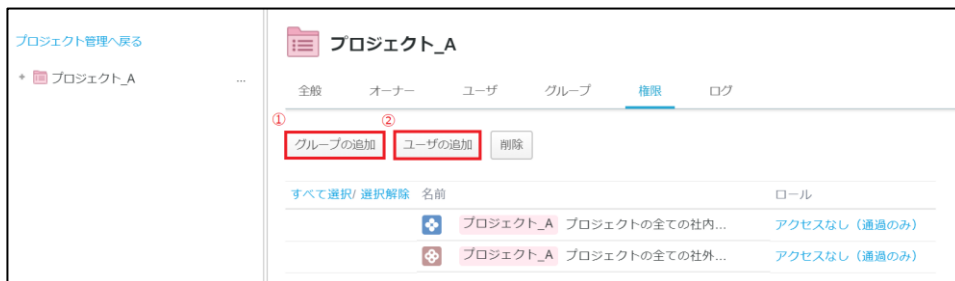 プロジェクト管理へ戻る
プロジェクト_A ...
プロジェクト_A
全般 オーナー ユーザ グループ 権限 ログ
① ②
グループの追加 ユーザの追加 削除
すべて選択/ 選択解除 名前 ロール
プロジェクト_A プロジェクトの全ての社内... アクセスなし（通過のみ）
プロジェクト_A プロジェクトの全ての社外... アクセスなし（通過のみ）